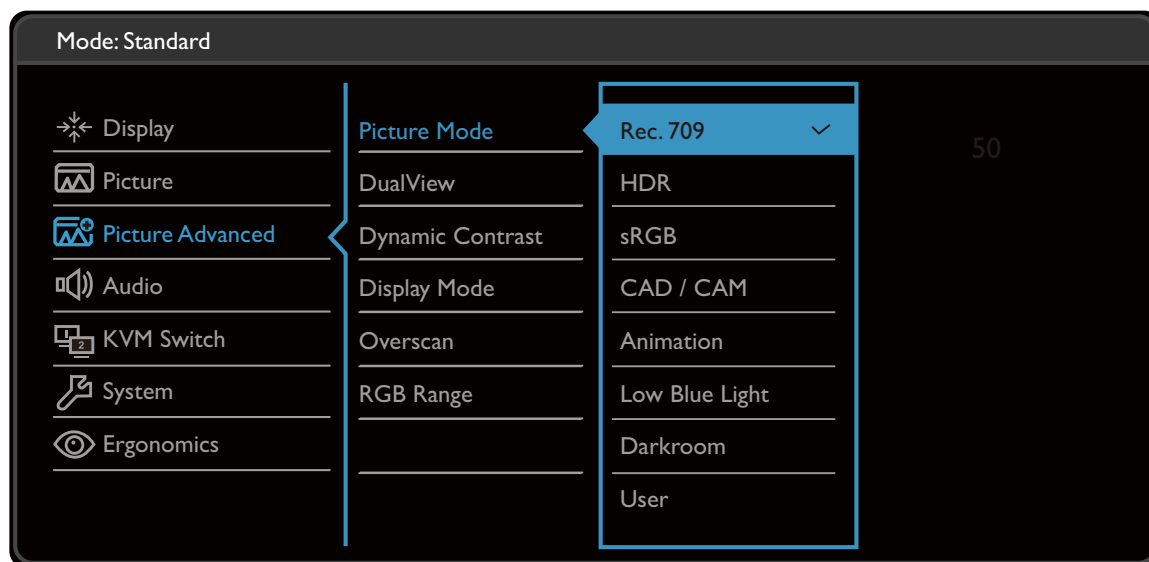 Mode: Standard
Display
Picture
Picture Advanced
Audio
2
KVM Switch
System
Ergonomics
Picture Mode
DualView
Dynamic Contrast
Display Mode
Overscan
RGB Range
Rec. 709
HDR
sRGB
CAD / CAM
Animation
Low Blue Light
Darkroom
User
50